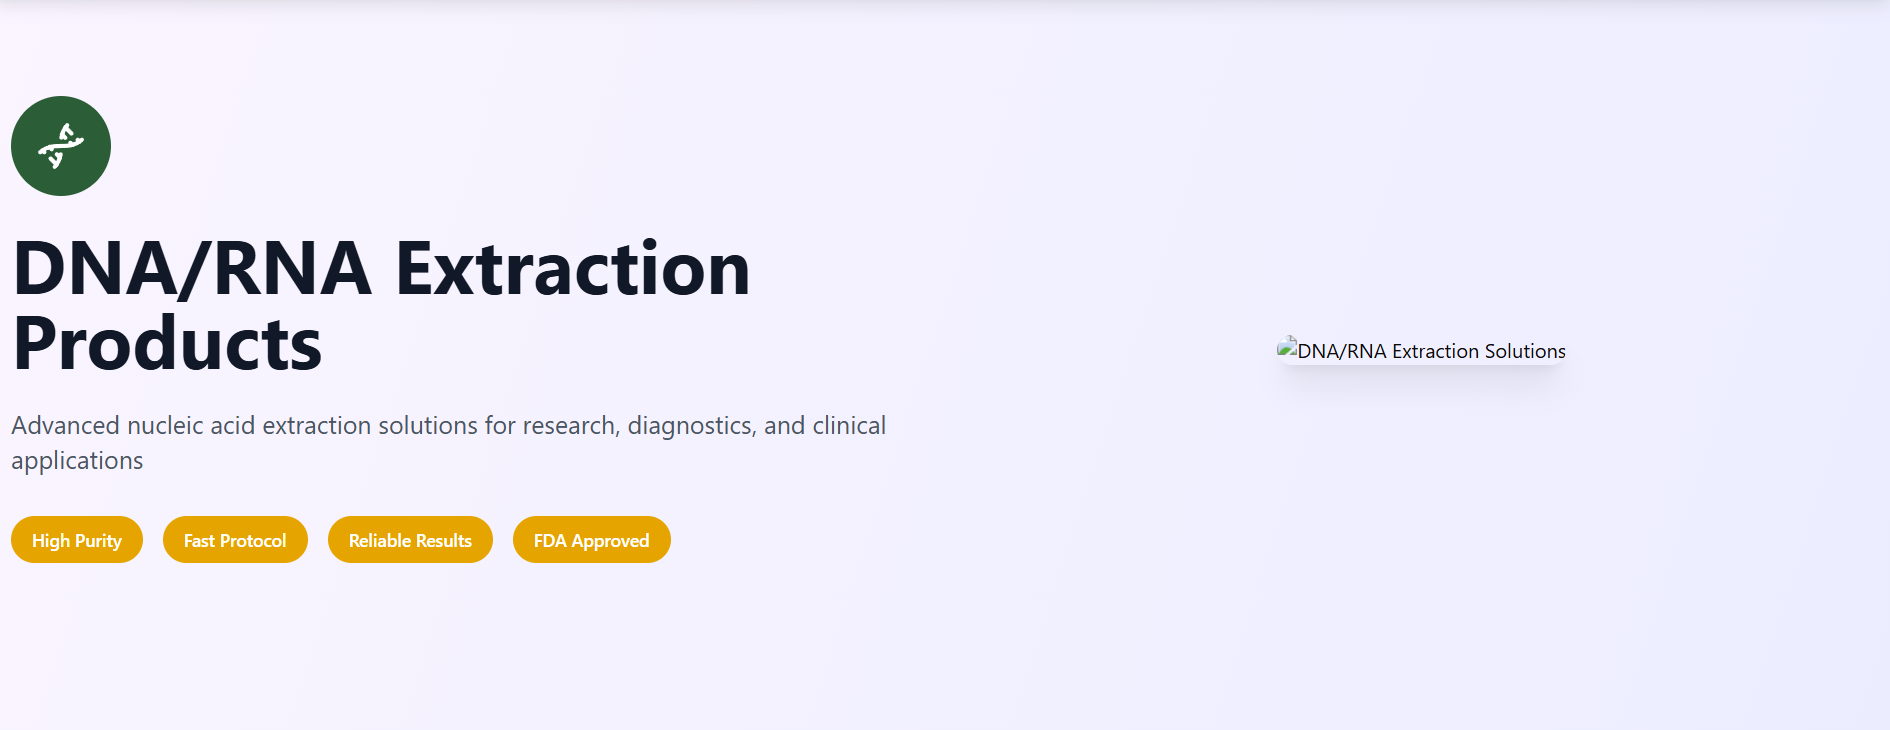 DNA/RNA Extraction
Products
Advanced nucleic acid extraction solutions for research, diagnostics, and clinical
applications
High Purity
Fast Protocol
Reliable Results
FDA Approved
DNA/RNA Extraction Solutions